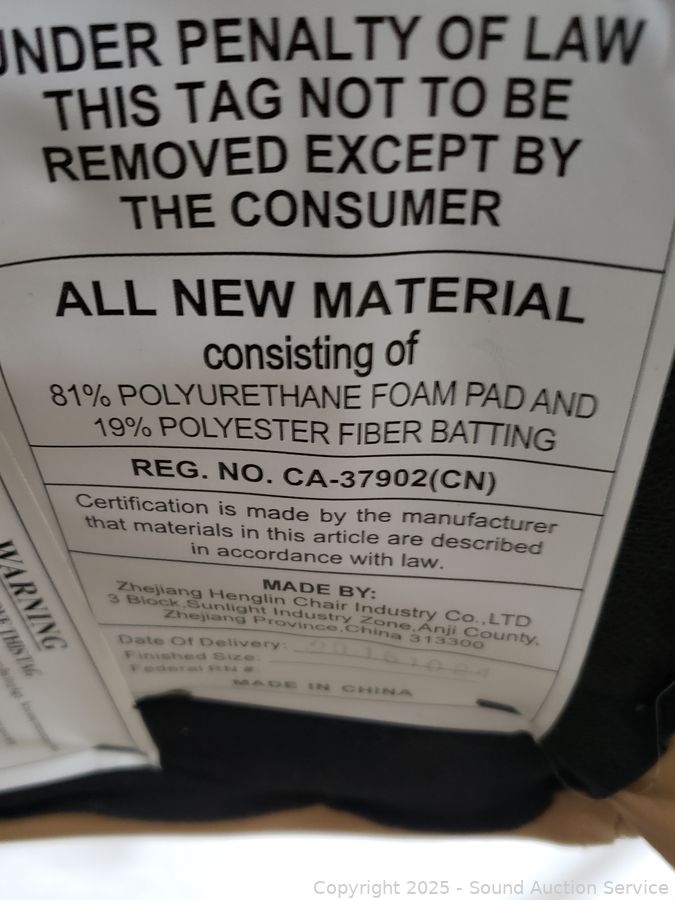 UNDER PENALTY OF LAW
THIS TAG NOT TO BE
REMOVED EXCEPT BY
THE CONSUMER
ALL NEW MATERIAL
consisting of
81% POLYURETHANE FOAM PAD AND
19% POLYESTER FIBER BATTING
REG. NO. CA-37902(CN)
Certification is made by the manufacturer
that materials in this article are described
in accordance with law.
MADE BY:
Zhejiang Henglin Chair Industry Co.,LTD
3 Block,Sunlight Industry Zone,Anji County,
Zhejiang Province,China 313300
Date Of Delivery:
Finished Size:
Federal RN #:
MADE IN CHINA
WARNING
Copyright 2025 - Sound Auction Service